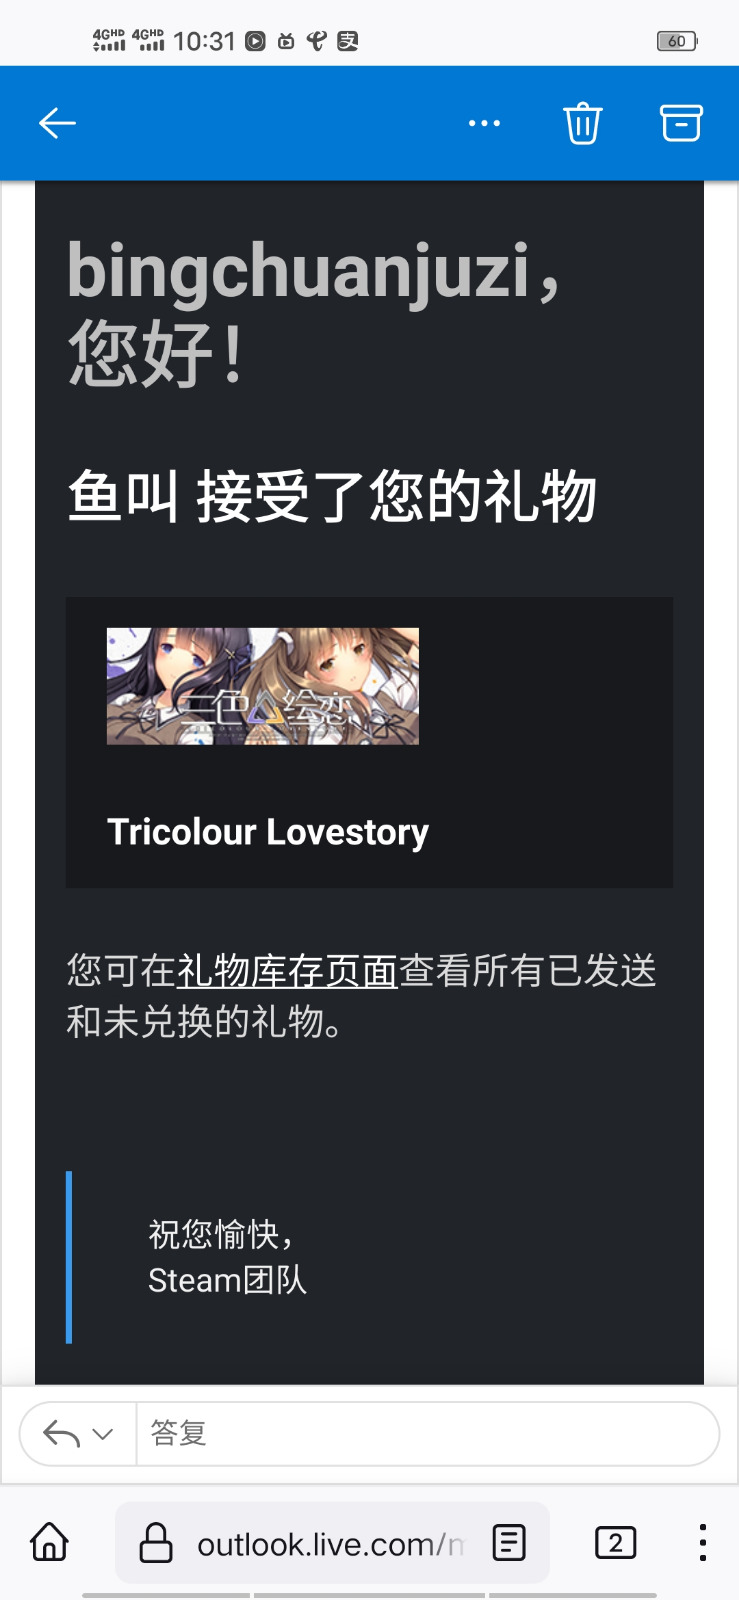 4GHD 4GHD 10:31 支 60
bingchuanjuzi，
您好！
鱼叫 接受了您的礼物
三色绘恋
Tricolour Lovestory
您可在礼物库存页面查看所有已发送
和未兑换的礼物。
祝您愉快，
Steam团队
答复
outlook.live.com/m
2